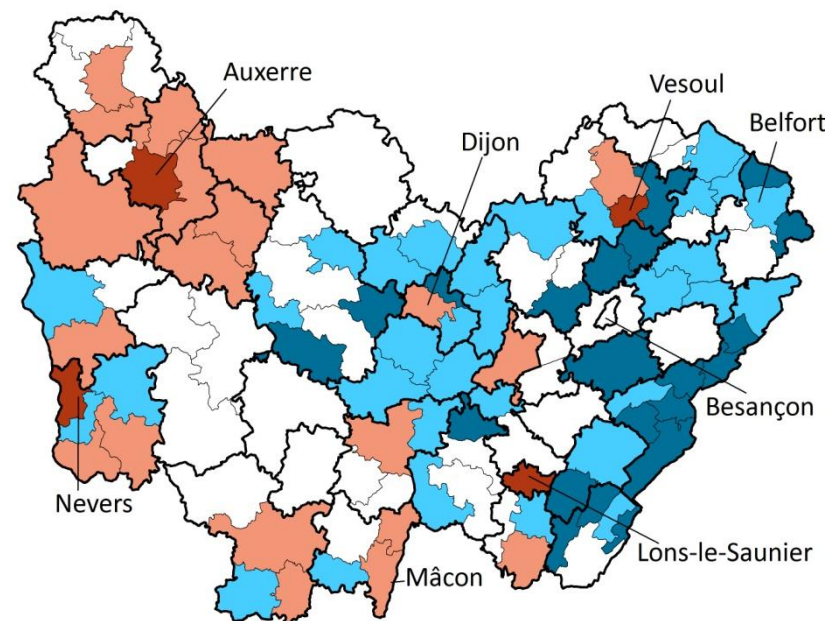 Auxerre
Vesoul
Belfort
Dijon
Besançon
Nevers
Lons-le-Saunier
Mâcon